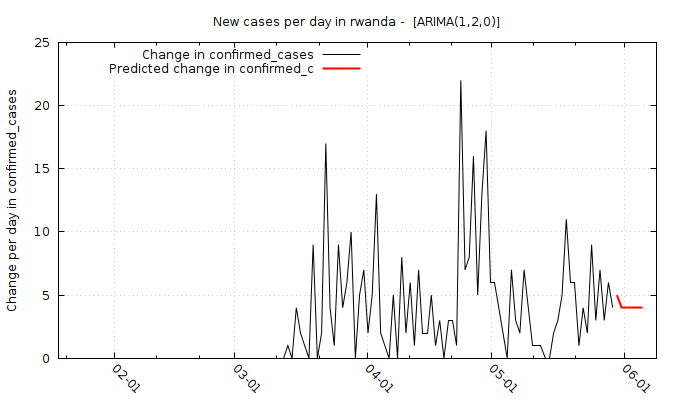 New cases per day in rwanda -  [ARIMA(1,2,0)]
Change in confirmed_cases
Predicted change in confirmed_c
Change per day in confirmed_cases
25
20
15
10
5
0
02-01
03-01
04-01
05-01
06-01